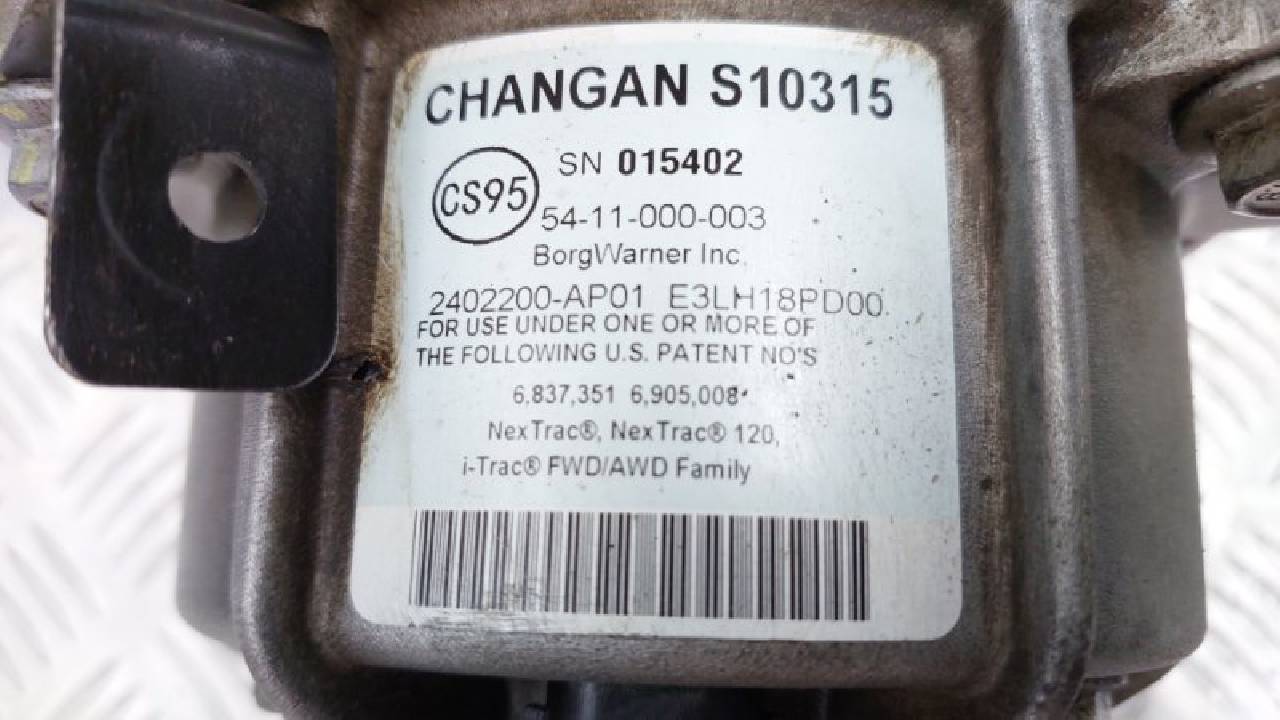 CHANGAN S10315
SN 015402
CS95
54-11-000-003
BorgWarner Inc.
2402200-AP01 E3LH18PD00.
FOR USE UNDER ONE OR MORE OF
THE FOLLOWING U.S. PATENT NO'S
6,837,351 6,905,008
NexTrac®, NexTrac® 120,
i-Trac® FWD/AWD Family